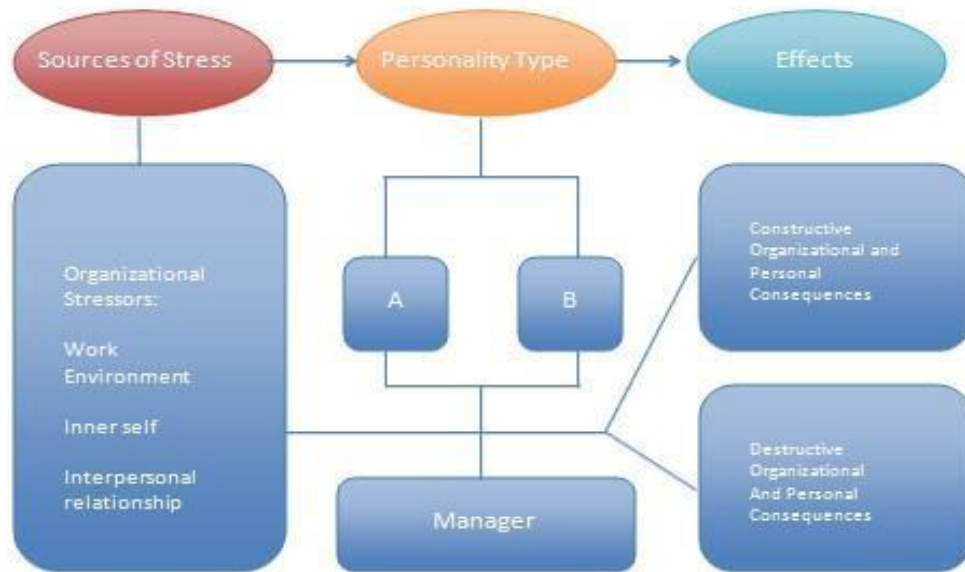 Sources of Stress
Personality Type
Effects
Organizational
Stressors:
Work
Environment
Inner self
Interpersonal
relationship
A
B
Manager
Constructive
Organizational and
Personal
Consequences
Destructive
Organizational
And Personal
Consequences